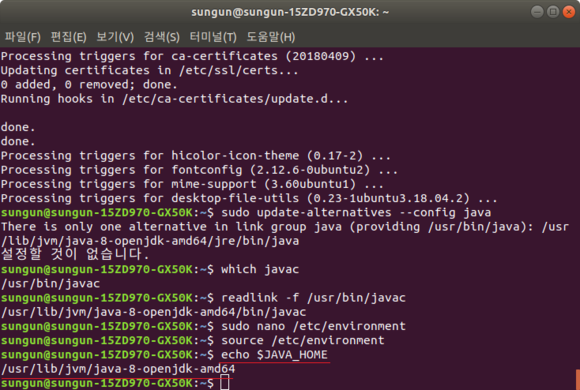 sungun@sungun-15ZD970-GX50K: ~
파일(F) 편집(E) 보기(V) 검색(S) 터미널(T) 도움말(H)
Processing triggers for ca-certificates (20180409) ...
Updating certificates in /etc/ssl/certs...
0 added, 0 removed; done.
Running hooks in /etc/ca-certificates/update.d...
done.
done.
Processing triggers for hicolor-icon-theme (0.17-2) ...
Processing triggers for fontconfig (2.12.6-0ubuntu2) ...
Processing triggers for mime-support (3.60ubuntu1) ...
Processing triggers for desktop-file-utils (0.23-1ubuntu3.18.04.2) ...
sungun@sungun-15ZD970-GX50K:~$ sudo update-alternatives --config java
There is only one alternative in link group java (providing /usr/bin/java): /usr
/lib/jvm/java-8-openjdk-amd64/jre/bin/java
설정할 것이 없습니다.
sungun@sungun-15ZD970-GX50K:~$ which javac
/usr/bin/javac
sungun@sungun-15ZD970-GX50K:~$ readlink -f /usr/bin/javac
/usr/lib/jvm/java-8-openjdk-amd64/bin/javac
sungun@sungun-15ZD970-GX50K:~$ sudo nano /etc/environment
sungun@sungun-15ZD970-GX50K:~$ source /etc/environment
sungun@sungun-15ZD970-GX50K:~$ echo $JAVA_HOME
/usr/lib/jvm/java-8-openjdk-amd64
sungun@sungun-15ZD970-GX50K:~$